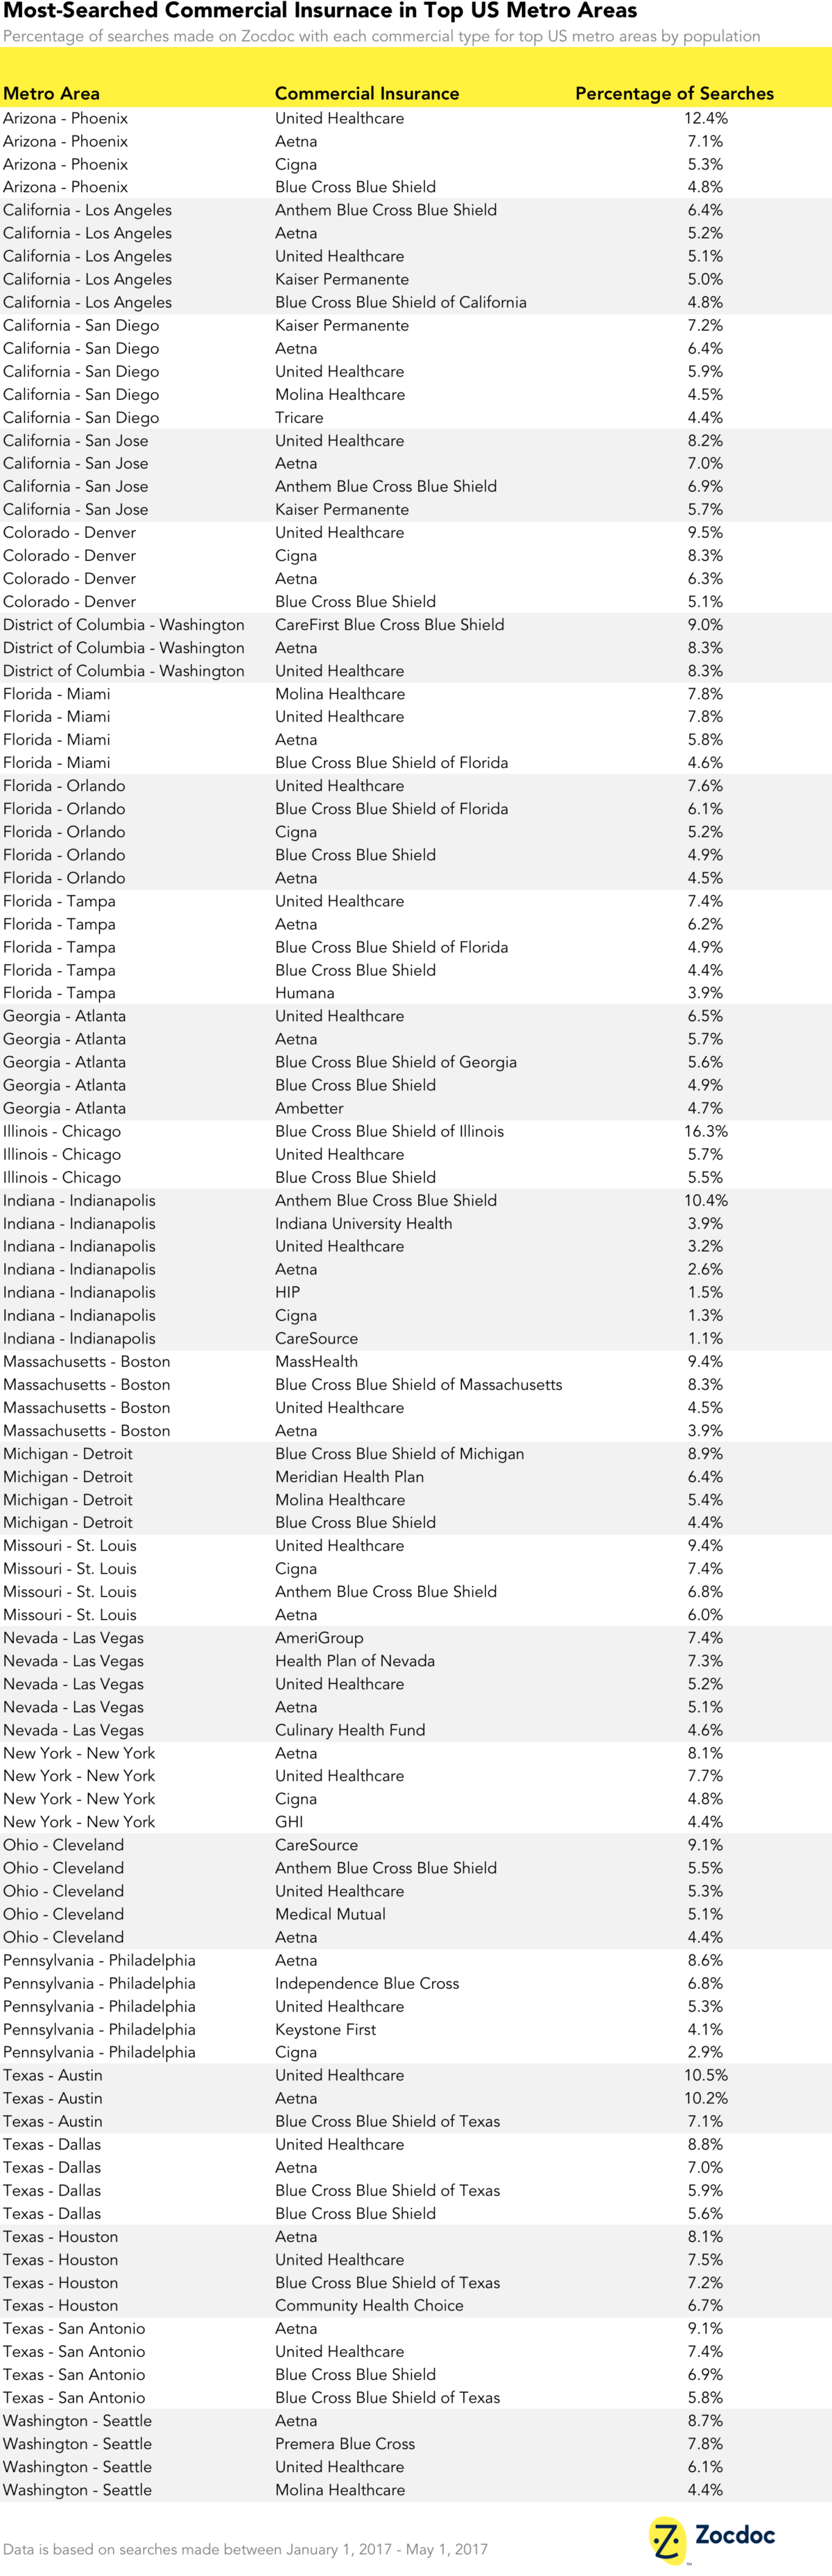 Most-Searched Commercial Insurnace in Top US Metro Areas
Percentage of searches made on Zocdoc with each commercial type for top US metro areas by population
Metro Area Commercial Insurance Percentage of Searches
Arizona - Phoenix United Healthcare 12.4%
Arizona - Phoenix Aetna 7.1%
Arizona - Phoenix Cigna 5.3%
Arizona - Phoenix Blue Cross Blue Shield 4.8%
California - Los Angeles Anthem Blue Cross Blue Shield 6.4%
California - Los Angeles Aetna 5.2%
California - Los Angeles United Healthcare 5.1%
California - Los Angeles Kaiser Permanente 5.0%
California - Los Angeles Blue Cross Blue Shield of California 4.8%
California - San Diego Kaiser Permanente 7.2%
California - San Diego Aetna 6.4%
California - San Diego United Healthcare 5.9%
California - San Diego Molina Healthcare 4.5%
California - San Diego Tricare 4.4%
California - San Jose United Healthcare 8.2%
California - San Jose Aetna 7.0%
California - San Jose Anthem Blue Cross Blue Shield 6.9%
California - San Jose Kaiser Permanente 5.7%
Colorado - Denver United Healthcare 9.5%
Colorado - Denver Cigna 8.3%
Colorado - Denver Aetna 6.3%
Colorado - Denver Blue Cross Blue Shield 5.1%
District of Columbia - Washington CareFirst Blue Cross Blue Shield 9.0%
District of Columbia - Washington Aetna 8.3%
District of Columbia - Washington United Healthcare 8.3%
Florida - Miami Molina Healthcare 7.8%
Florida - Miami United Healthcare 7.8%
Florida - Miami Aetna 5.8%
Florida - Miami Blue Cross Blue Shield of Florida 4.6%
Florida - Orlando United Healthcare 7.6%
Florida - Orlando Blue Cross Blue Shield of Florida 6.1%
Florida - Orlando Cigna 5.2%
Florida - Orlando Blue Cross Blue Shield 4.9%
Florida - Orlando Aetna 4.5%
Florida - Tampa United Healthcare 7.4%
Florida - Tampa Aetna 6.2%
Florida - Tampa Blue Cross Blue Shield of Florida 4.9%
Florida - Tampa Blue Cross Blue Shield 4.4%
Florida - Tampa Humana 3.9%
Georgia - Atlanta United Healthcare 6.5%
Georgia - Atlanta Aetna 5.7%
Georgia - Atlanta Blue Cross Blue Shield of Georgia 5.6%
Georgia - Atlanta Blue Cross Blue Shield 4.9%
Georgia - Atlanta Ambetter 4.7%
Illinois - Chicago Blue Cross Blue Shield of Illinois 16.3%
Illinois - Chicago United Healthcare 5.7%
Illinois - Chicago Blue Cross Blue Shield 5.5%
Indiana - Indianapolis Anthem Blue Cross Blue Shield 10.4%
Indiana - Indianapolis Indiana University Health 3.9%
Indiana - Indianapolis United Healthcare 3.2%
Indiana - Indianapolis Aetna 2.6%
Indiana - Indianapolis HIP 1.5%
Indiana - Indianapolis Cigna 1.3%
Indiana - Indianapolis CareSource 1.1%
Massachusetts - Boston MassHealth 9.4%
Massachusetts - Boston Blue Cross Blue Shield of Massachusetts 8.3%
Massachusetts - Boston United Healthcare 4.5%
Massachusetts - Boston Aetna 3.9%
Michigan - Detroit Blue Cross Blue Shield of Michigan 8.9%
Michigan - Detroit Meridian Health Plan 6.4%
Michigan - Detroit Molina Healthcare 5.4%
Michigan - Detroit Blue Cross Blue Shield 4.4%
Missouri - St. Louis United Healthcare 9.4%
Missouri - St. Louis Cigna 7.4%
Missouri - St. Louis Anthem Blue Cross Blue Shield 6.8%
Missouri - St. Louis Aetna 6.0%
Nevada - Las Vegas AmeriGroup 7.4%
Nevada - Las Vegas Health Plan of Nevada 7.3%
Nevada - Las Vegas United Healthcare 5.2%
Nevada - Las Vegas Aetna 5.1%
Nevada - Las Vegas Culinary Health Fund 4.6%
New York - New York Aetna 8.1%
New York - New York United Healthcare 7.7%
New York - New York Cigna 4.8%
New York - New York GHI 4.4%
Ohio - Cleveland CareSource 9.1%
Ohio - Cleveland Anthem Blue Cross Blue Shield 5.5%
Ohio - Cleveland United Healthcare 5.3%
Ohio - Cleveland Medical Mutual 5.1%
Ohio - Cleveland Aetna 4.4%
Pennsylvania - Philadelphia Aetna 8.6%
Pennsylvania - Philadelphia Independence Blue Cross 6.8%
Pennsylvania - Philadelphia United Healthcare 5.3%
Pennsylvania - Philadelphia Keystone First 4.1%
Pennsylvania - Philadelphia Cigna 2.9%
Texas - Austin United Healthcare 10.5%
Texas - Austin Aetna 10.2%
Texas - Austin Blue Cross Blue Shield of Texas 7.1%
Texas - Dallas United Healthcare 8.8%
Texas - Dallas Aetna 7.0%
Texas - Dallas Blue Cross Blue Shield of Texas 5.9%
Texas - Dallas Blue Cross Blue Shield 5.6%
Texas - Houston Aetna 8.1%
Texas - Houston United Healthcare 7.5%
Texas - Houston Blue Cross Blue Shield of Texas 7.2%
Texas - Houston Community Health Choice 6.7%
Texas - San Antonio Aetna 9.1%
Texas - San Antonio United Healthcare 7.4%
Texas - San Antonio Blue Cross Blue Shield 6.9%
Texas - San Antonio Blue Cross Blue Shield of Texas 5.8%
Washington - Seattle Aetna 8.7%
Washington - Seattle Premera Blue Cross 7.8%
Washington - Seattle United Healthcare 6.1%
Washington - Seattle Molina Healthcare 4.4%
Zocdoc
Data is based on searches made between January 1, 2017 - May 1, 2017